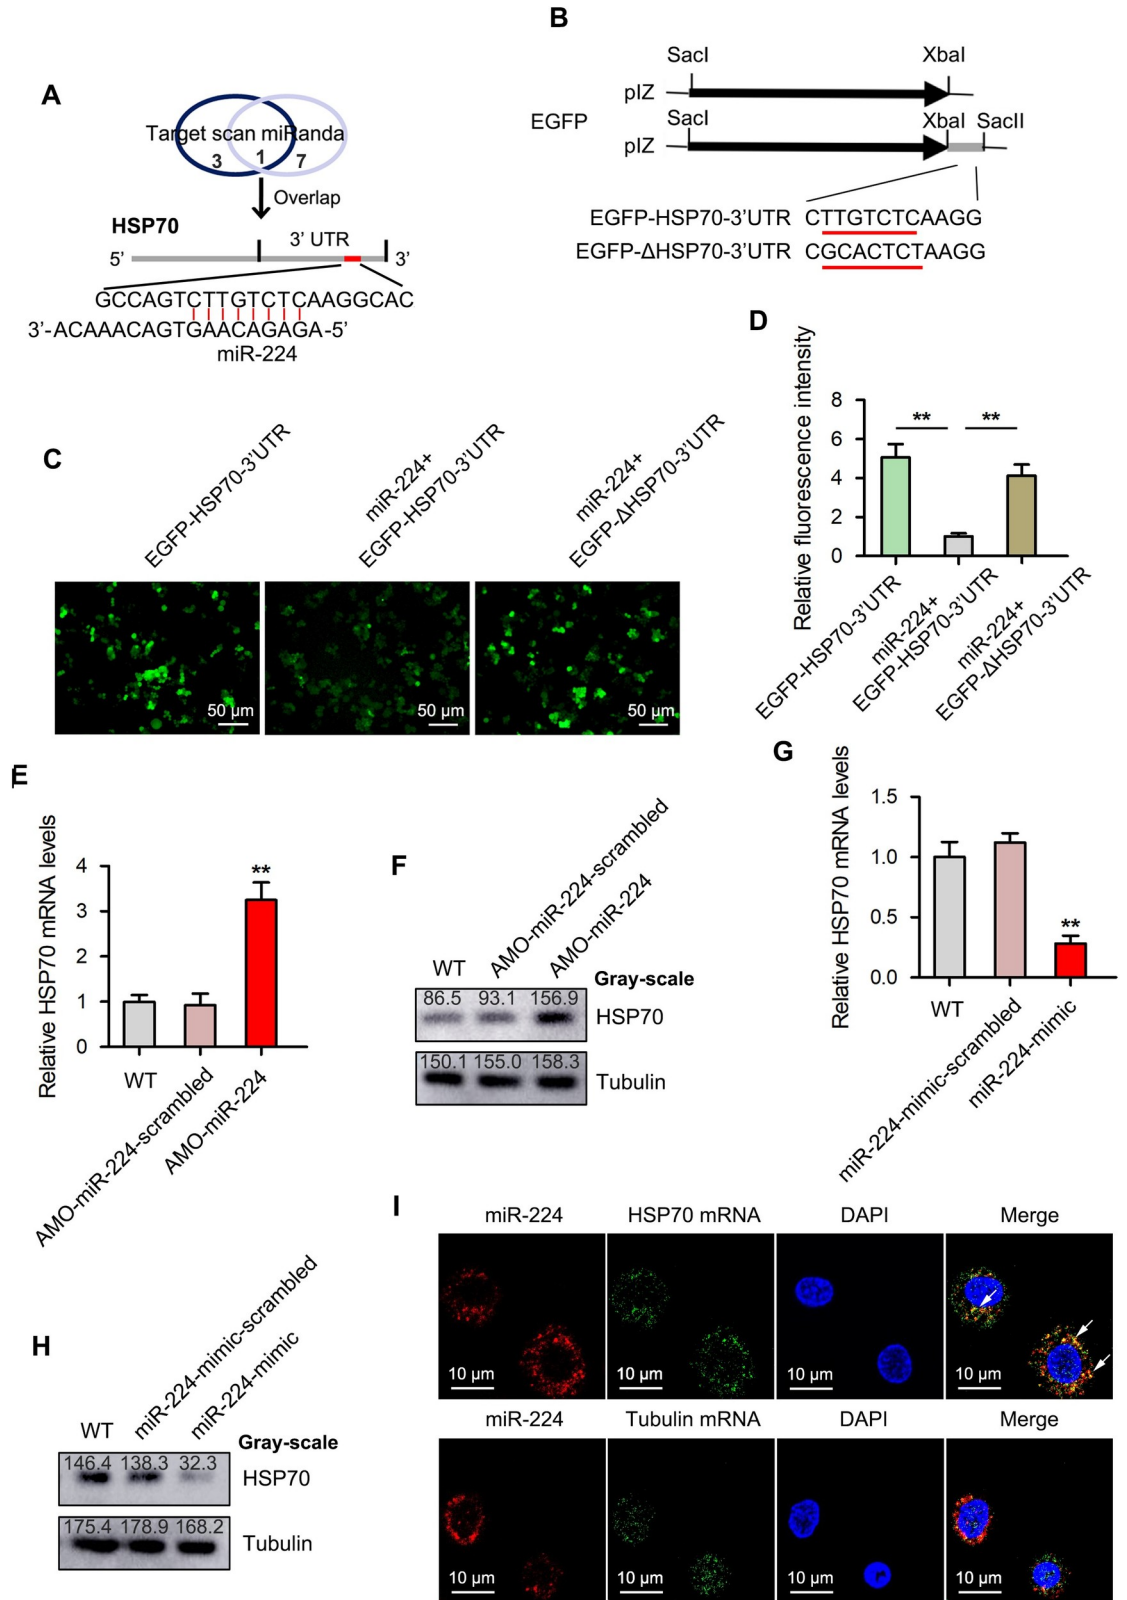 A
Target scan miRanda
3 1 7
Overlap
HSP70
3’ UTR
5’ 3’
GCCAGTCTTGTCTCAAGGCAC
3’-ACAAACAGTGAACAGAGA-5’
miR-224
B
SacI XbaI
pIZ
EGFP
SacI XbaI SacII
pIZ
EGFP-HSP70-3’UTR CTTGTCTCAAGG
EGFP-ΔHSP70-3’UTR CGCACTCTAAGG
C
EGFP-HSP70-3’UTR
miR-224+
EGFP-HSP70-3’UTR
miR-224+
EGFP-ΔHSP70-3’UTR
50 µm 50 µm 50 µm
D
Relative fluorescence intensity
8
6
4
2
0
** **
EGFP-HSP70-3’UTR
miR-224+
EGFP-HSP70-3’UTR
miR-224+
EGFP-ΔHSP70-3’UTR
E
Relative HSP70 mRNA levels
4
3
2
1
0
**
WT
AMO-miR-224-scrambled
AMO-miR-224
F
WT
AMO-miR-224-scrambled
AMO-miR-224
Gray-scale
86.5 93.1 156.9
HSP70
150.1 155.0 158.3
Tubulin
G
Relative HSP70 mRNA levels
1.5
1.0
0.5
0.0
**
WT
miR-224-mimic-scrambled
miR-224-mimic
H
WT
miR-224-mimic-scrambled
miR-224-mimic
Gray-scale
146.4 138.3 32.3
HSP70
175.4 178.9 168.2
Tubulin
I
miR-224 HSP70 mRNA DAPI Merge
10 µm 10 µm 10 µm 10 µm
miR-224 Tubulin mRNA DAPI Merge
10 µm 10 µm 10 µm 10 µm